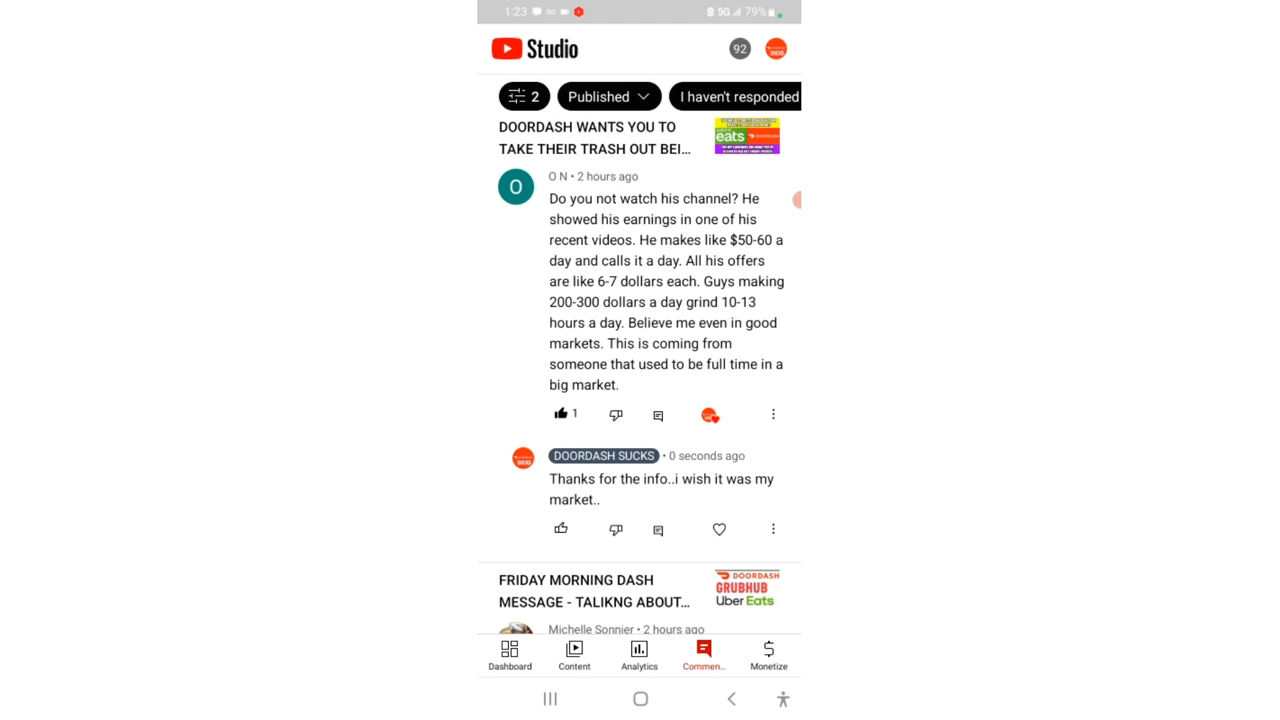 1:23
5G 79%
Studio
92
2
Published
I haven't responded
DOORDASH WANTS YOU TO
TAKE THEIR TRASH OUT BEI...
eats
DOORDASH
O
O N • 2 hours ago
Do you not watch his channel? He
showed his earnings in one of his
recent videos. He makes like $50-60 a
day and calls it a day. All his offers
are like 6-7 dollars each. Guys making
200-300 dollars a day grind 10-13
hours a day. Believe me even in good
markets. This is coming from
someone that used to be full time in a
big market.
1
DOORDASH SUCKS • 0 seconds ago
Thanks for the info..i wish it was my
market..
FRIDAY MORNING DASH
MESSAGE - TALIKNG ABOUT...
DOORDASH
GRUBHUB
Uber Eats
Michelle Sonnier • 2 hours ago
Dashboard
Content
Analytics
Commen...
Monetize